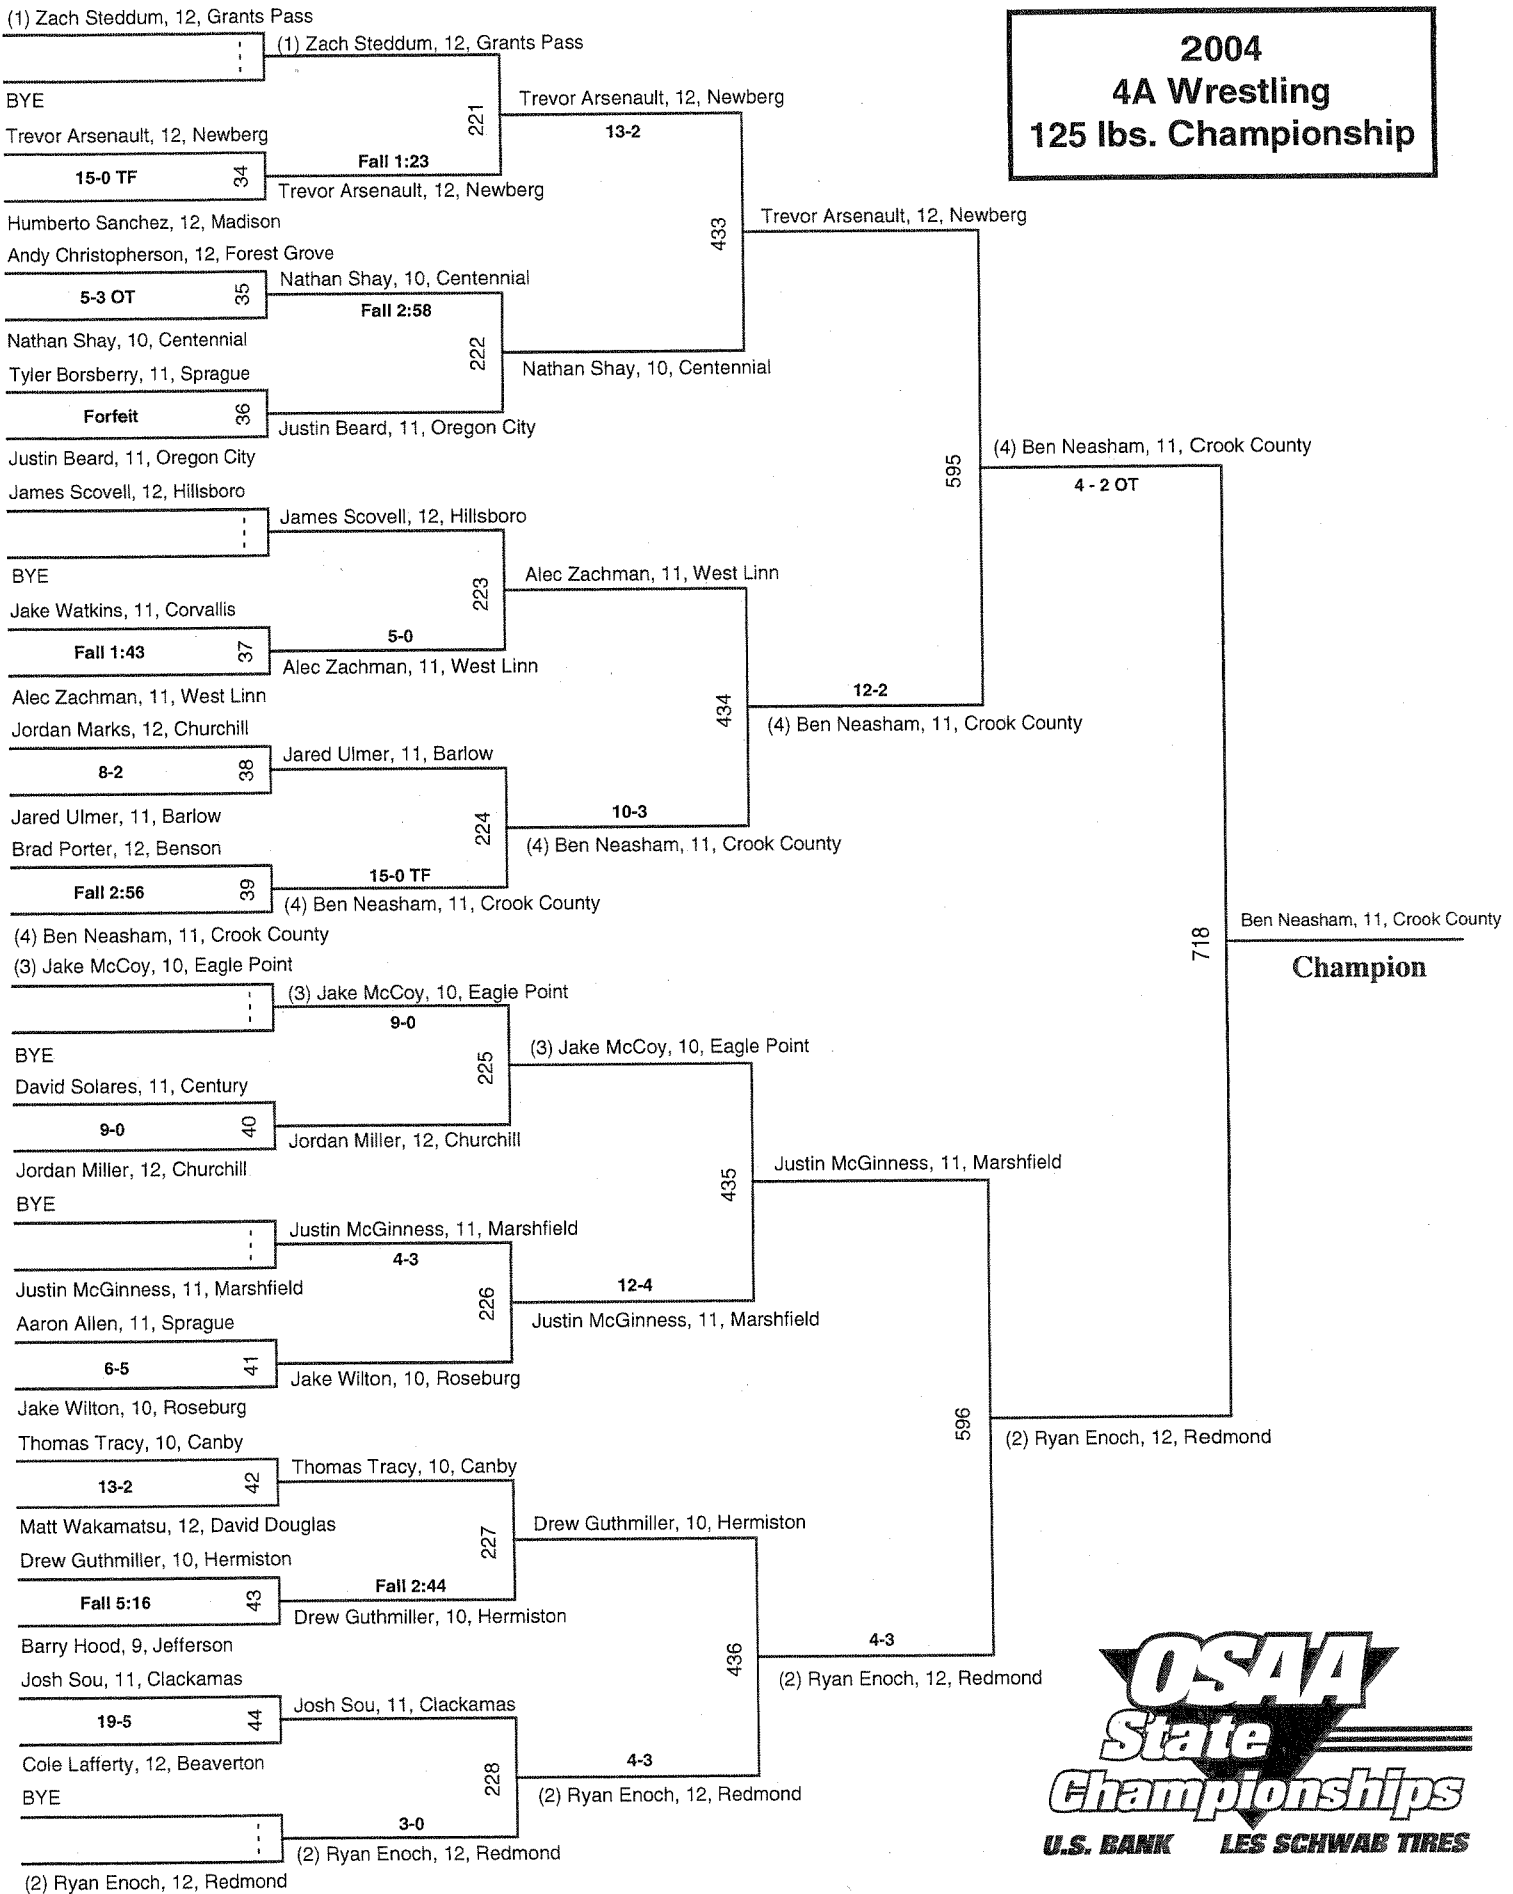 2004
4A Wrestling
125 lbs. Championship
(1) Zach Steddum, 12, Grants Pass
BYE
Trevor Arsenault, 12, Newberg
15-0 TF
34
Humberto Sanchez, 12, Madison
Andy Christopherson, 12, Forest Grove
5-3 OT
35
Nathan Shay, 10, Centennial
Tyler Borsberry, 11, Sprague
Forfeit
36
Justin Beard, 11, Oregon City
James Scovell, 12, Hillsboro
BYE
Jake Watkins, 11, Corvallis
Fall 1:43
37
Alec Zachman, 11, West Linn
Jordan Marks, 12, Churchill
8-2
38
Jared Ulmer, 11, Barlow
Brad Porter, 12, Benson
Fall 2:56
39
(4) Ben Neasham, 11, Crook County
(3) Jake McCoy, 10, Eagle Point
BYE
David Solares, 11, Century
9-0
40
Jordan Miller, 12, Churchill
BYE
Justin McGinness, 11, Marshfield
Aaron Allen, 11, Sprague
6-5
41
Jake Wilton, 10, Roseburg
Thomas Tracy, 10, Canby
13-2
42
Matt Wakamatsu, 12, David Douglas
Drew Guthmiller, 10, Hermiston
Fall 5:16
43
Barry Hood, 9, Jefferson
Josh Sou, 11, Clackamas
19-5
44
Cole Lafferty, 12, Beaverton
BYE
(2) Ryan Enoch, 12, Redmond
(1) Zach Steddum, 12, Grants Pass
221
Fall 1:23
Trevor Arsenault, 12, Newberg
Nathan Shay, 10, Centennial
Fall 2:58
222
Justin Beard, 11, Oregon City
James Scovell, 12, Hillsboro
223
5-0
Alec Zachman, 11, West Linn
Jared Ulmer, 11, Barlow
224
15-0 TF
(4) Ben Neasham, 11, Crook County
(3) Jake McCoy, 10, Eagle Point
9-0
225
Jordan Miller, 12, Churchill
Justin McGinness, 11, Marshfield
4-3
226
Jake Wilton, 10, Roseburg
Thomas Tracy, 10, Canby
227
Fall 2:44
Drew Guthmiller, 10, Hermiston
Josh Sou, 11, Clackamas
228
3-0
(2) Ryan Enoch, 12, Redmond
Trevor Arsenault, 12, Newberg
13-2
433
Nathan Shay, 10, Centennial
Alec Zachman, 11, West Linn
434
10-3
(4) Ben Neasham, 11, Crook County
(3) Jake McCoy, 10, Eagle Point
435
12-4
Justin McGinness, 11, Marshfield
Drew Guthmiller, 10, Hermiston
436
4-3
(2) Ryan Enoch, 12, Redmond
Trevor Arsenault, 12, Newberg
595
12-2
(4) Ben Neasham, 11, Crook County
Justin McGinness, 11, Marshfield
596
4-3
(2) Ryan Enoch, 12, Redmond
(4) Ben Neasham, 11, Crook County
4 - 2 OT
718
(2) Ryan Enoch, 12, Redmond
Ben Neasham, 11, Crook County
Champion
OSAA
State
Championships
U.S. BANK LES SCHWAB TIRES